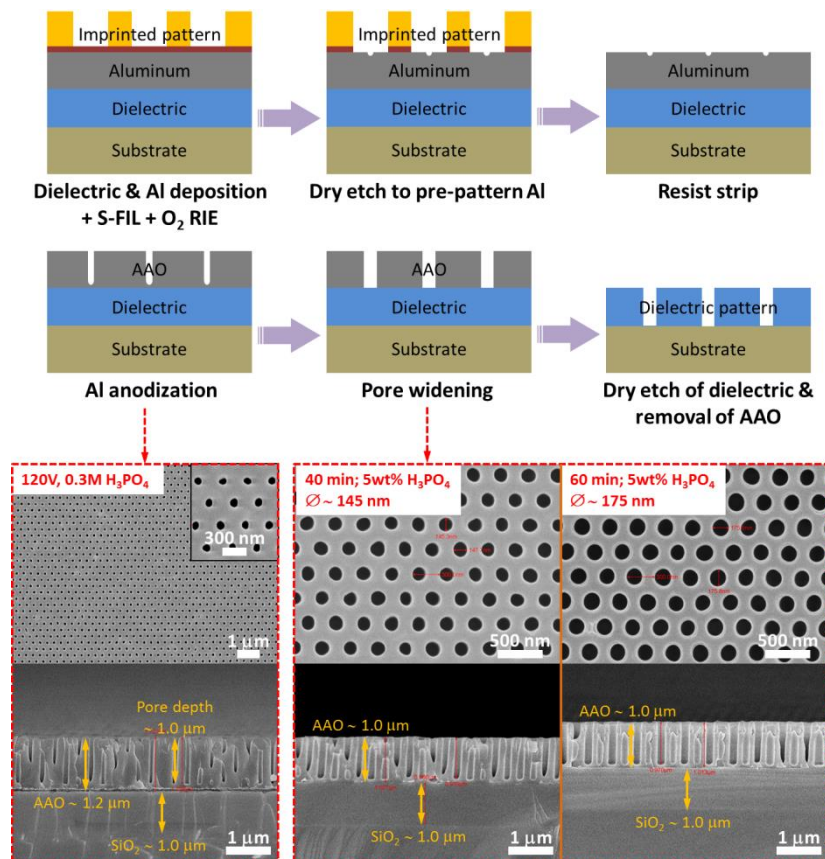 Imprinted pattern
Aluminum
Dielectric
Substrate
Dielectric & Al deposition
+ S-FIL + O₂ RIE
Imprinted pattern
Aluminum
Dielectric
Substrate
Dry etch to pre-pattern Al
Aluminum
Dielectric
Substrate
Resist strip
AAO
Dielectric
Substrate
Al anodization
AAO
Dielectric
Substrate
Pore widening
Dielectric pattern
Substrate
Dry etch of dielectric &
removal of AAO
120V, 0.3M H₃PO₄
300 nm
1 μm
Pore depth
~ 1.0 μm
AAO ~ 1.2 μm
SiO₂ ~ 1.0 μm
1 μm
40 min; 5wt% H₃PO₄
∅ ~ 145 nm
500 nm
AAO ~ 1.0 μm
SiO₂ ~ 1.0 μm
1 μm
60 min; 5wt% H₃PO₄
∅ ~ 175 nm
500 nm
AAO ~ 1.0 μm
SiO₂ ~ 1.0 μm
1 μm